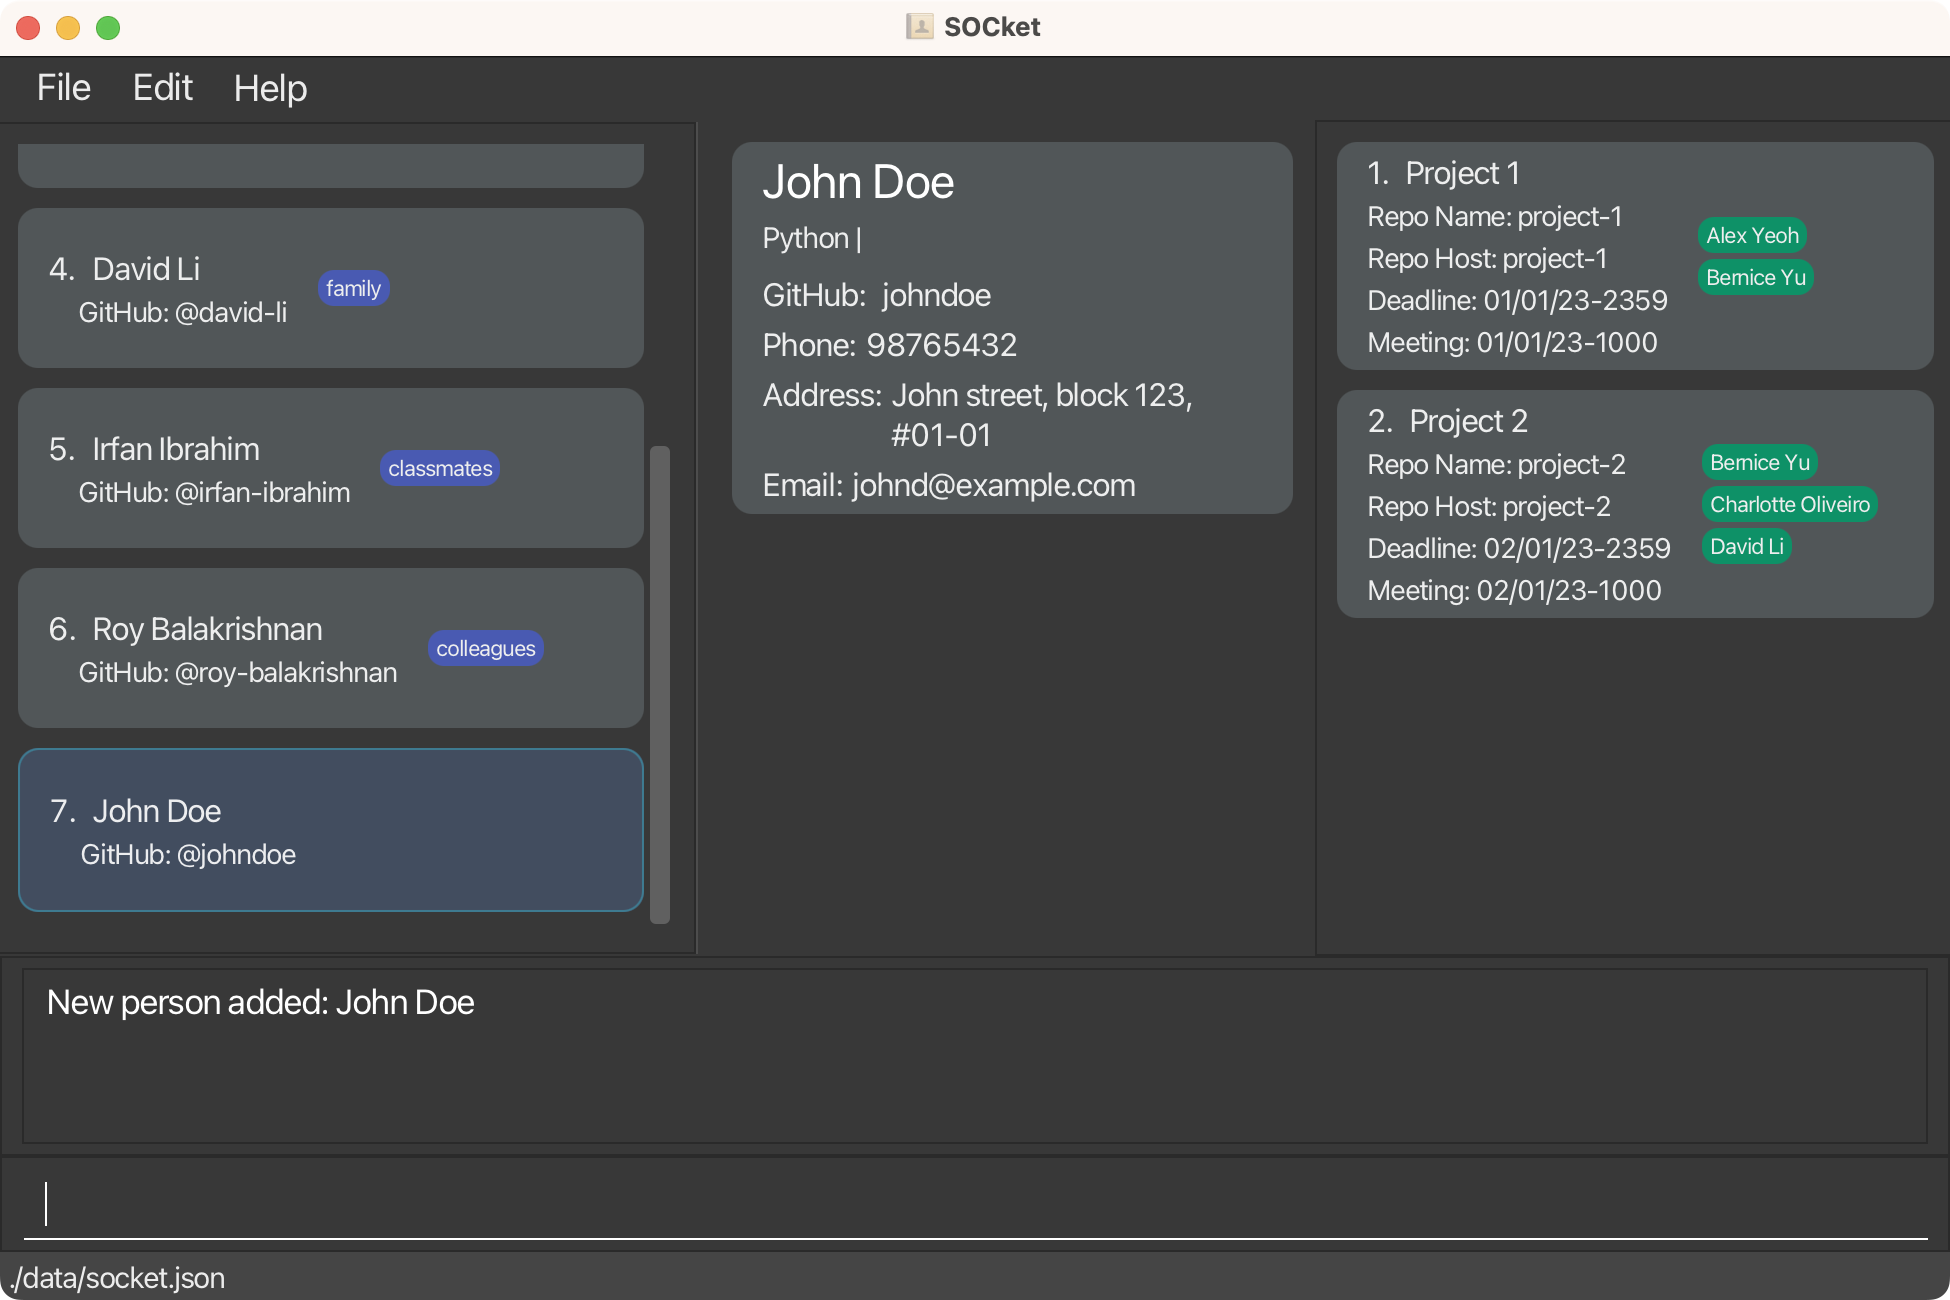 SOCket
File Edit Help
4. David Li
GitHub: @david-li
family
5. Irfan Ibrahim
GitHub: @irfan-ibrahim
classmates
6. Roy Balakrishnan
GitHub: @roy-balakrishnan
colleagues
7. John Doe
GitHub: @johndoe
John Doe
Python |
GitHub: johndoe
Phone: 98765432
Address: John street, block 123,
#01-01
Email: johnd@example.com
1. Project 1
Repo Name: project-1
Repo Host: project-1
Deadline: 01/01/23-2359
Meeting: 01/01/23-1000
Alex Yeoh
Bernice Yu
2. Project 2
Repo Name: project-2
Repo Host: project-2
Deadline: 02/01/23-2359
Meeting: 02/01/23-1000
Bernice Yu
Charlotte Oliveiro
David Li
New person added: John Doe
./data/socket.json